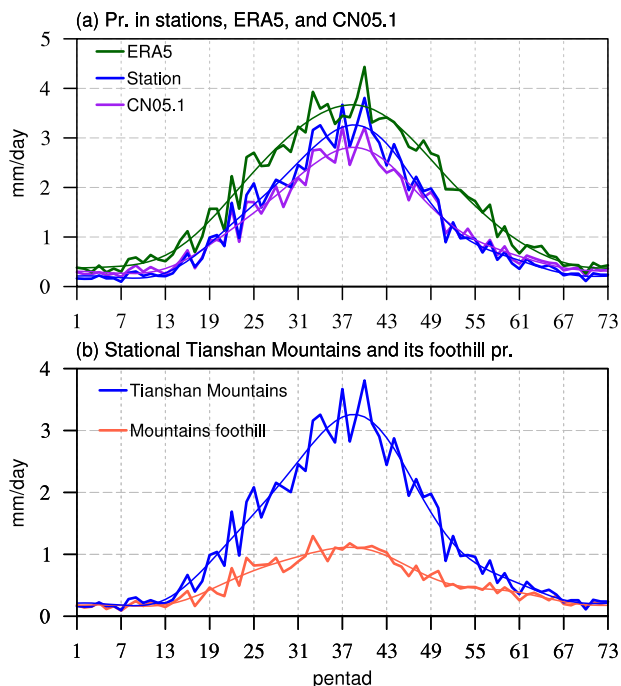 (a) Pr. in stations, ERA5, and CN05.1
5
4
3
2
1
0
mm/day
ERA5
Station
CN05.1
1 7 13 19 25 31 37 43 49 55 61 67 73
(b) Stational Tianshan Mountains and its foothill pr.
4
3
2
1
0
mm/day
Tianshan Mountains
Mountains foothill
1 7 13 19 25 31 37 43 49 55 61 67 73
pentad